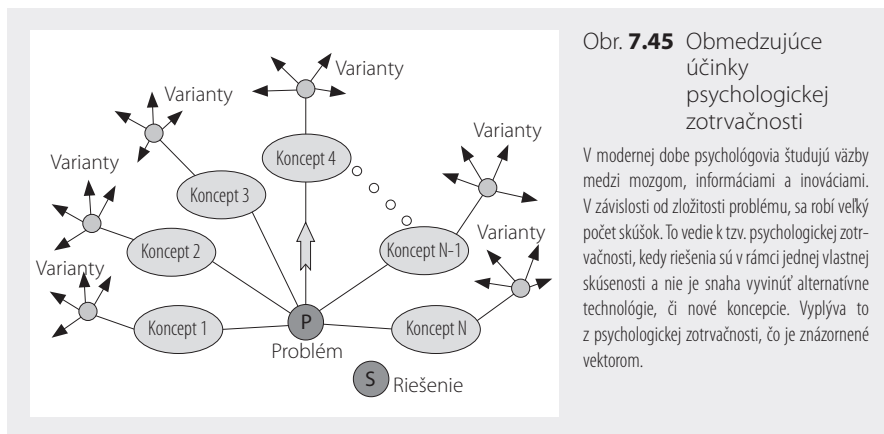 Obr. 7.45 Obmedzujúce
účinky
psychologickej
zotrvačnosti
V modernej dobe psychológovia študujú väzby
medzi mozgom, informáciami a inováciami.
V závislosti od zložitosti problému, sa robí veľký
počet skúšok. To vedie k tzv. psychologickej zotr-
vačnosti, kedy riešenia sú v rámci jednej vlastnej
skúsenosti a nie je snaha vyvinúť alternatívne
technológie, či nové koncepcie. Vyplýva to
z psychologickej zotrvačnosti, čo je znázornené
vektorom.
Varianty
Varianty
Varianty
Varianty
Varianty
Varianty
Koncept 4
Koncept 3
Koncept 2
Koncept N-1
Koncept 1
P
Koncept N
Problém
S
Riešenie